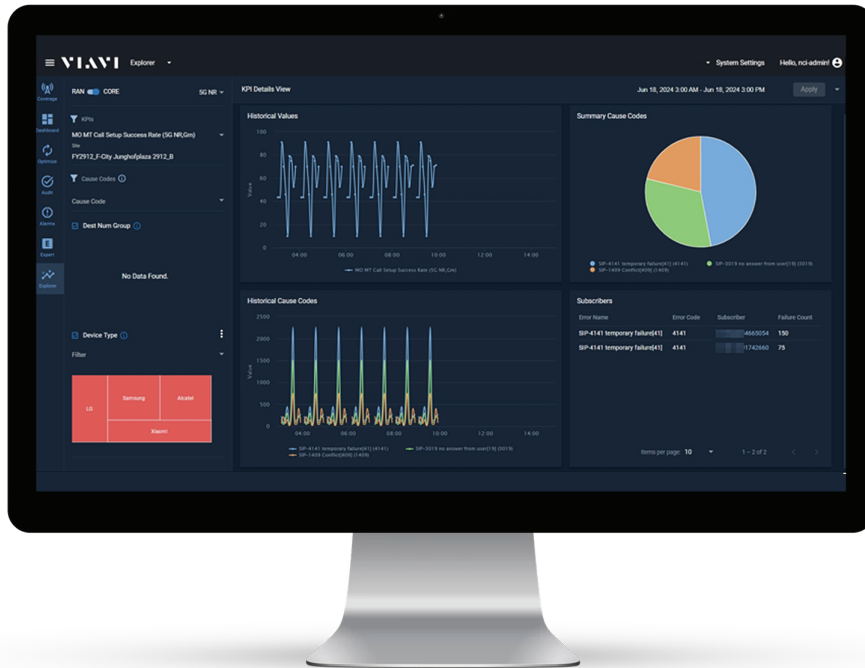 VIAVI Explorer
System Settings Hello, nci-admin!
Coverage
Dashboard
Optimize
Audit
Alarms
E
Expert
Explorer
RAN CORE 5G NR
KPIs
MO MT Call Setup Success Rate (5G NR,Gm)
Site
FY2912_F-City Junghofplaza 2912_B
Cause Codes
Cause Code
Dest Num Group
No Data Found.
Device Type
Filter
LG
Samsung
Alcatel
Xiaomi
KPI Details View
Jun 18, 2024 3:00 AM - Jun 18, 2024 3:00 PM Apply
Historical Values
Value
100
80
60
40
20
0
04:00 06:00 08:00 10:00 12:00 14:00
MO MT Call Setup Success Rate (5G NR,Gm)
Summary Cause Codes
SIP-4141 temporary failure[41] (4141) SIP-3019 no answer from user[19] (3019)
SIP-1409 Conflict[409] (1409)
Historical Cause Codes
Value
2500
2000
1500
1000
500
0
04:00 06:00 08:00 10:00 12:00 14:00
SIP-4141 temporary failure[41] (4141) SIP-3019 no answer from user[19] (3019)
SIP-1409 Conflict[409] (1409)
Subscribers
Error Name Error Code Subscriber Failure Count
SIP-4141 temporary failure[41] 4141 4665054 150
SIP-4141 temporary failure[41] 4141 1742660 75
Items per page: 10 1 – 2 of 2